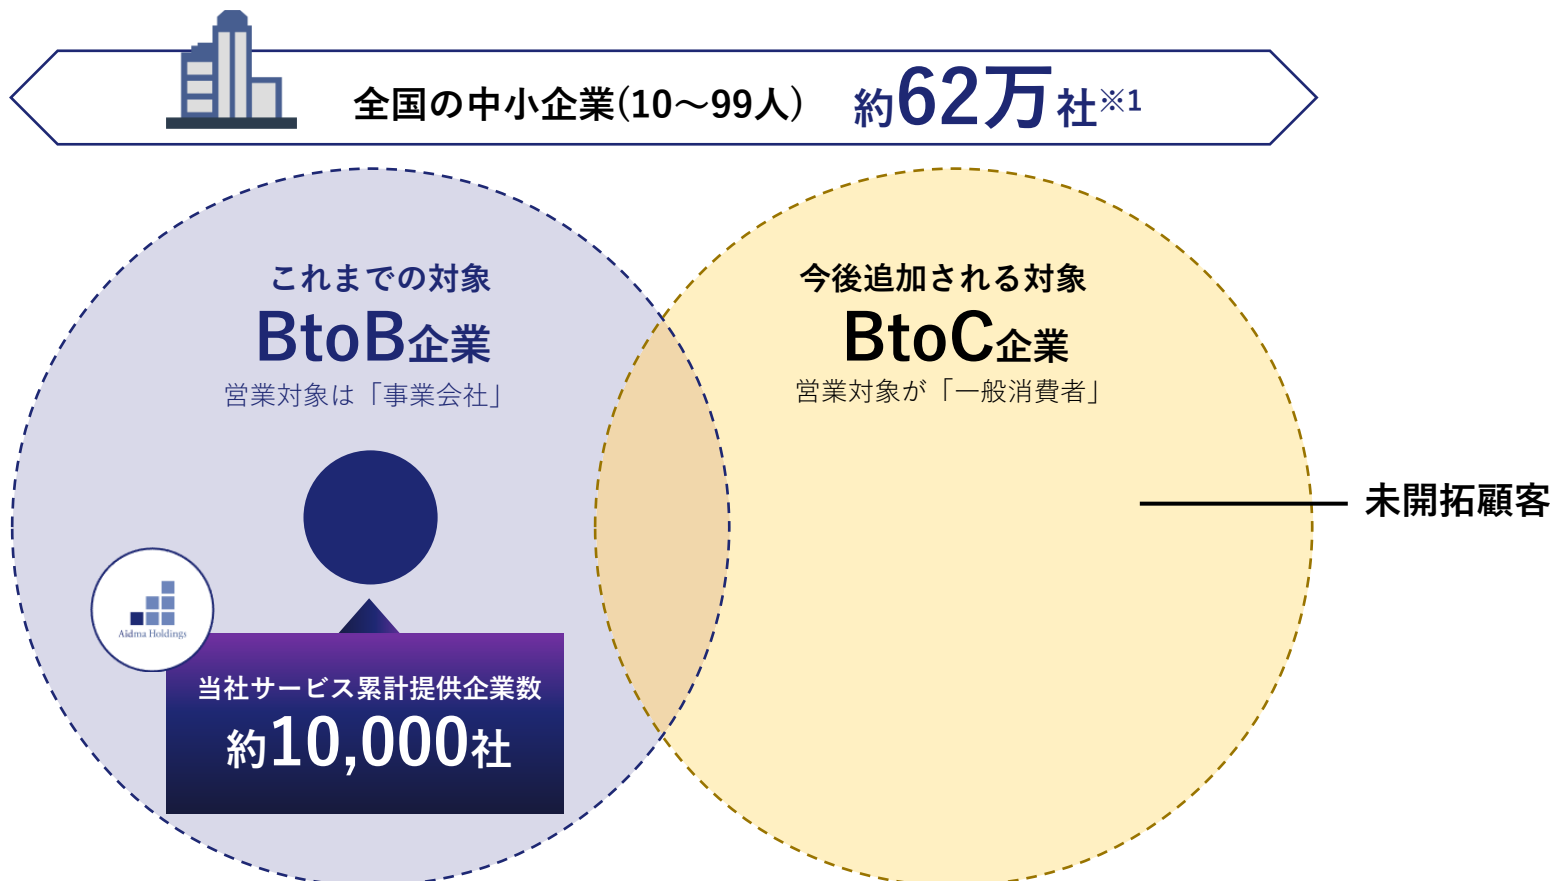 全国の中小企業(10～99人) 約62万社※1
これまでの対象
BtoB企業
営業対象は「事業会社」
今後追加される対象
BtoC企業
営業対象が「一般消費者」
未開拓顧客
Aidma Holdings
当社サービス累計提供企業数
約10,000社